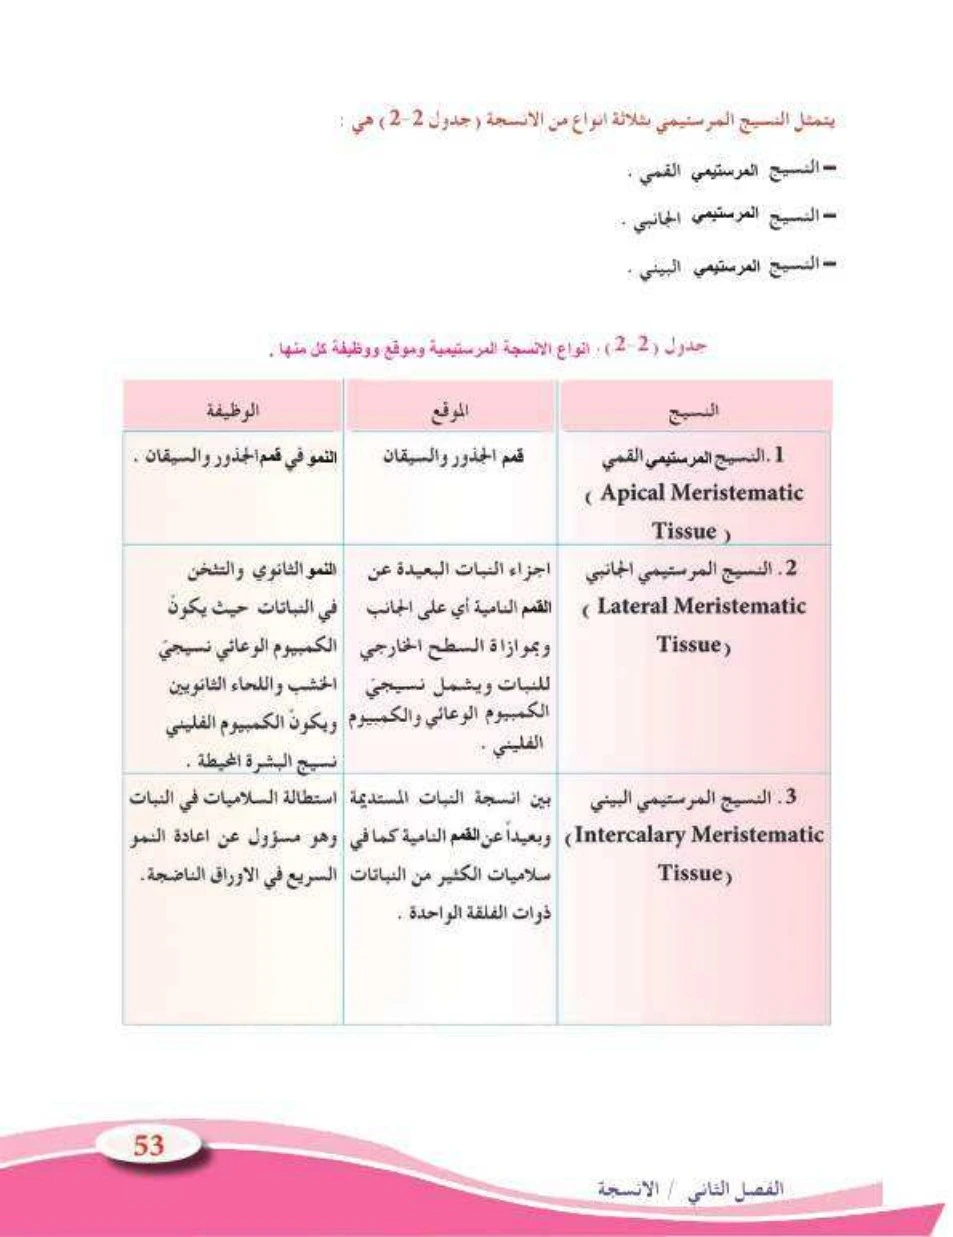 يتمثل النسيج المرستيمي بثلاثة انواع من الانسجة (جدول 2-2) هي :
– النسيج المرستيمي القمي .
– النسيج المرستيمي الجانبي .
– النسيج المرستيمي البيني .
جدول (2-2) . انواع الانسجة المرستيمية وموقع ووظيفة كل منها .
النسيج
الموقع
الوظيفة
1 .النسيج المرستيمي القمي
( Apical Meristematic
Tissue )
قمم الجذور والسيقان
النمو في قمم الجذور والسيقان .
2. النسيج المرستيمي الجانبي
( Lateral Meristematic
Tissue)
اجزاء النبات البعيدة عن
القمم النامية أي على الجانب
وبموازاة السطح الخارجي
للنبات ويشمل نسيجيَ
الكمبيوم الوعائي والكمبيوم
الفليني .
النمو الثانوي والتثخن
في النباتات حيث يكونً
الكمبيوم الوعائي نسيجيَ
الخشب واللحاء الثانويين
ويكونً الكمبيوم الفليني
نسيج البشرة المحيطة .
3. النسيج المرستيمي البيني
(Intercalary Meristematic
Tissue)
بين انسجة النبات المستديمة
وبعيداً عن القمم النامية كما في
سلاميات الكثير من النباتات
ذوات الفلقة الواحدة .
استطالة السلاميات في النبات
وهو مسؤول عن اعادة النمو
السريع في الاوراق الناضجة .
53
الفصل الثاني / الانسجة